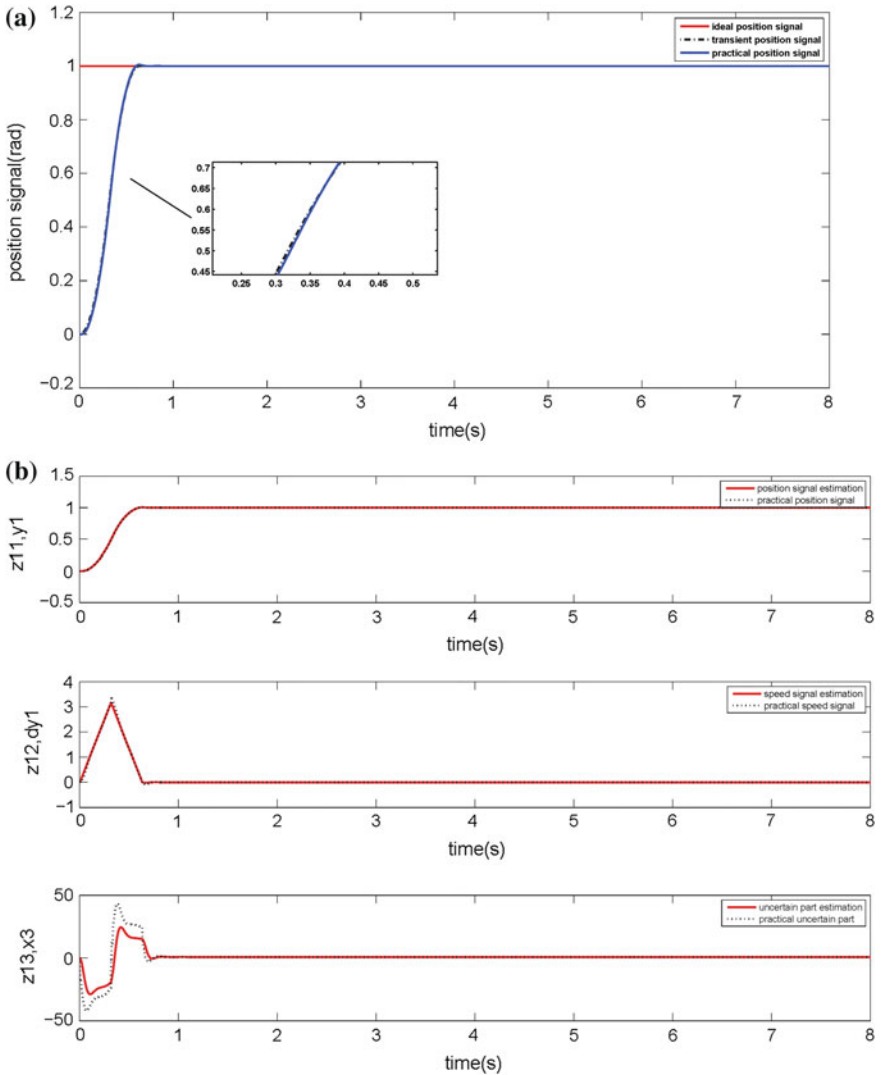 (a)
1.2
1
0.8
0.6
0.4
0.2
0
−0.2
position signal(rad)
ideal position signal
transient position signal
practical position signal
0.7
0.65
0.6
0.55
0.5
0.45
0.25 0.3 0.35 0.4 0.45 0.5
0 1 2 3 4 5 6 7 8
time(s)
(b)
1.5
1
0.5
0
−0.5
z11,y1
position signal estimation
practical position signal
0 1 2 3 4 5 6 7 8
time(s)
4
3
2
1
0
−1
z12,dy1
speed signal estimation
practical speed signal
0 1 2 3 4 5 6 7 8
time(s)
50
0
−50
z13,x3
uncertain part estimation
practical uncertain part
0 1 2 3 4 5 6 7 8
time(s)